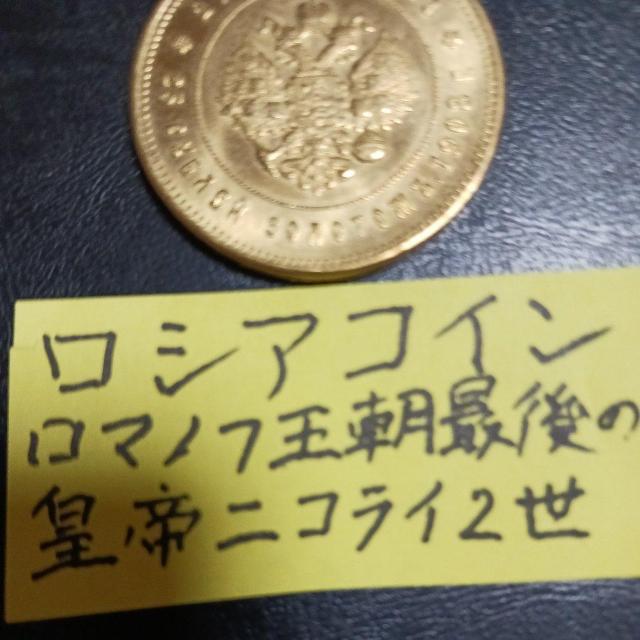 ロシアコイン
ロマノフ王朝最後の
皇帝ニコライ2世